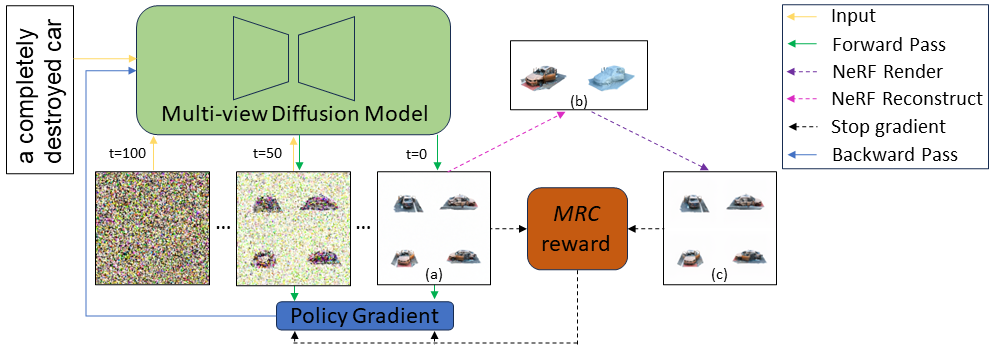 a completely
destroyed car
Multi-view Diffusion Model
t=100
t=50
t=0
...
...
(a)
(b)
(c)
MRC
reward
Policy Gradient
Input
Forward Pass
NeRF Render
NeRF Reconstruct
Stop gradient
Backward Pass